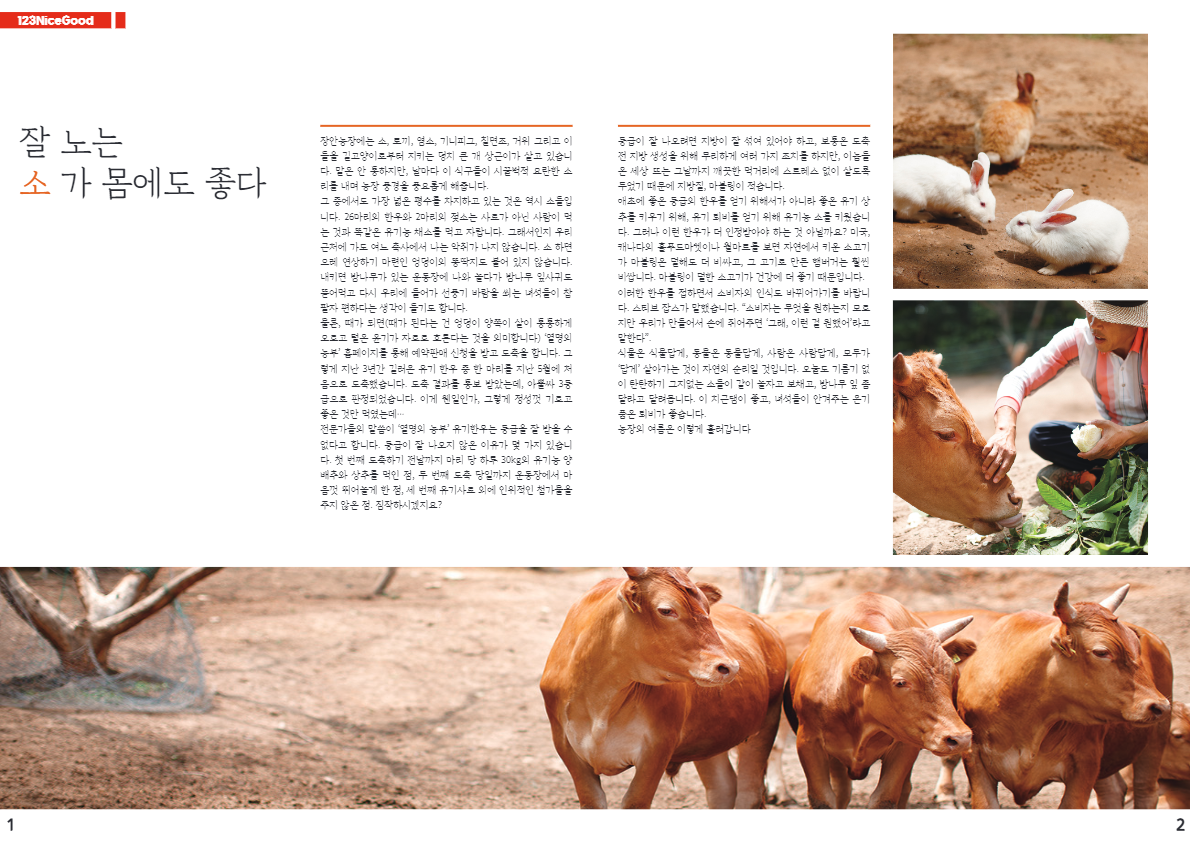 123NiceGood
잘 노는
소 가 몸에도 좋다
장안농장에는 소, 토끼, 염소, 기니피그, 칠면조, 거위 그리고 이
들을 길고양이로부터 지키는 덩치 큰 개 상근이가 살고 있습니
다. 말은 안 통하지만, 날마다 이 식구들이 시끌벅적 요란한 소
리를 내며 농장 풍경을 풍요롭게 해줍니다.
그 중에서도 가장 넓은 평수를 차지하고 있는 것은 역시 소들입
니다. 26마리의 한우와 2마리의 젖소는 사료가 아닌 사람이 먹
는 것과 똑같은 유기농 채소를 먹고 자랍니다. 그래서인지 우리
근처에 가도 여느 축사에서 나는 악취가 나지 않습니다. 소 하면
으레 연상하기 마련인 엉덩이의 똥딱지도 붙어 있지 않습니다.
내키면 밤나무가 있는 운동장에 나와 놀다가 밤나무 잎사귀도
뜯어먹고 다시 우리에 들어가 선풍기 바람을 쐬는 녀석들이 참
팔자 편하다는 생각이 들기도 합니다.
물론, 때가 되면(때가 된다는 건 엉덩이 양쪽이 살이 통통하게
오르고 털은 윤기가 자르르 흐른다는 것을 의미합니다) ‘열명의
농부’ 홈페이지를 통해 예약판매 신청을 받고 도축을 합니다. 그
렇게 지난 3년간 길러온 유기 한우 중 한 마리를 지난 5월에 처
음으로 도축했습니다. 도축 결과를 통보 받았는데, 아뿔싸 3등
급으로 판정되었습니다. 이게 웬일인가, 그렇게 정성껏 기르고
좋은 것만 먹였는데…
전문가들의 말씀이 ‘열명의 농부’ 유기한우는 등급을 잘 받을 수
없다고 합니다. 등급이 잘 나오지 않은 이유가 몇 가지 있습니
다. 첫 번째 도축하기 전날까지 마리 당 하루 30kg의 유기농 양
배추와 상추를 먹인 점, 두 번째 도축 당일까지 운동장에서 마
음껏 뛰어놀게 한 점, 세 번째 유기사료 외에 인위적인 첨가물을
주지 않은 점. 짐작하시겠지요?
등급이 잘 나오려면 지방이 잘 섞여 있어야 하고, 보통은 도축
전 지방 생성을 위해 무리하게 여러 가지 조치를 하지만, 이놈들
은 세상 뜨는 그날까지 깨끗한 먹거리에 스트레스 없이 살도록
두었기 때문에 지방질, 마블링이 적습니다.
애초에 좋은 등급의 한우를 얻기 위해서가 아니라 좋은 유기 상
추를 키우기 위해, 유기 퇴비를 얻기 위해 유기농 소를 키웠습니
다. 그러나 이런 한우가 더 인정받아야 하는 것 아닐까요? 미국,
캐나다의 홀푸드마켓이나 월마트를 보면 자연에서 키운 소고기
가 마블링은 덜해도 더 비싸고, 그 고기로 만든 햄버거는 훨씬
비쌉니다. 마블링이 덜한 소고기가 건강에 더 좋기 때문입니다.
이러한 한우를 접하면서 소비자의 인식도 바뀌어가기를 바랍니
다. 스티브 잡스가 말했습니다. “소비자는 무엇을 원하는지 모르
지만 우리가 만들어서 손에 쥐어주면 ‘그래, 이런 걸 원했어’라고
말한다”.
식물은 식물답게, 동물은 동물답게, 사람은 사람답게, 모두가
‘답게’ 살아가는 것이 자연의 순리일 것입니다. 오늘도 기름기 없
이 탄탄하기 그지없는 소들이 같이 놀자고 보채고, 밤나무 잎 좀
달라고 달려듭니다. 이 치근댐이 좋고, 녀석들이 안겨주는 온기
품은 퇴비가 좋습니다.
농장의 여름은 이렇게 흘러갑니다
1
2